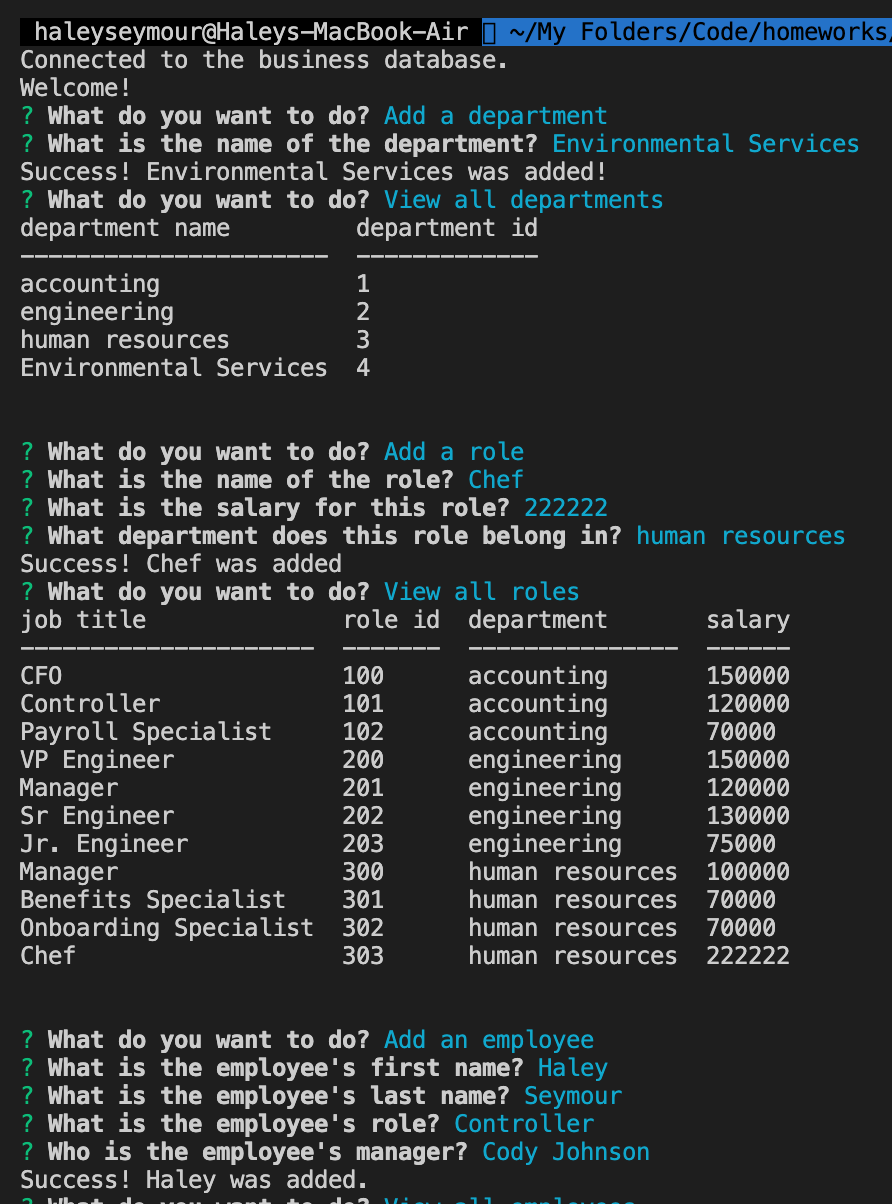 haleyseymour@Haleys-MacBook-Air ~/My Folders/Code/homeworks/
Connected to the business database.
Welcome!
? What do you want to do? Add a department
? What is the name of the department? Environmental Services
Success! Environmental Services was added!
? What do you want to do? View all departments
department name        department id
----------------------  -------------
accounting              1
engineering             2
human resources         3
Environmental Services  4
? What do you want to do? Add a role
? What is the name of the role? Chef
? What is the salary for this role? 222222
? What department does this role belong in? human resources
Success! Chef was added
? What do you want to do? View all roles
job title              role id  department       salary
---------------------  -------  ---------------  ------
CFO                    100      accounting       150000
Controller             101      accounting       120000
Payroll Specialist     102      accounting       70000
VP Engineer            200      engineering      150000
Manager                201      engineering      120000
Sr Engineer            202      engineering      130000
Jr. Engineer           203      engineering      75000
Manager                300      human resources  100000
Benefits Specialist    301      human resources  70000
Onboarding Specialist  302      human resources  70000
Chef                   303      human resources  222222
? What do you want to do? Add an employee
? What is the employee's first name? Haley
? What is the employee's last name? Seymour
? What is the employee's role? Controller
? Who is the employee's manager? Cody Johnson
Success! Haley was added.
? What do you want to do? View all employees